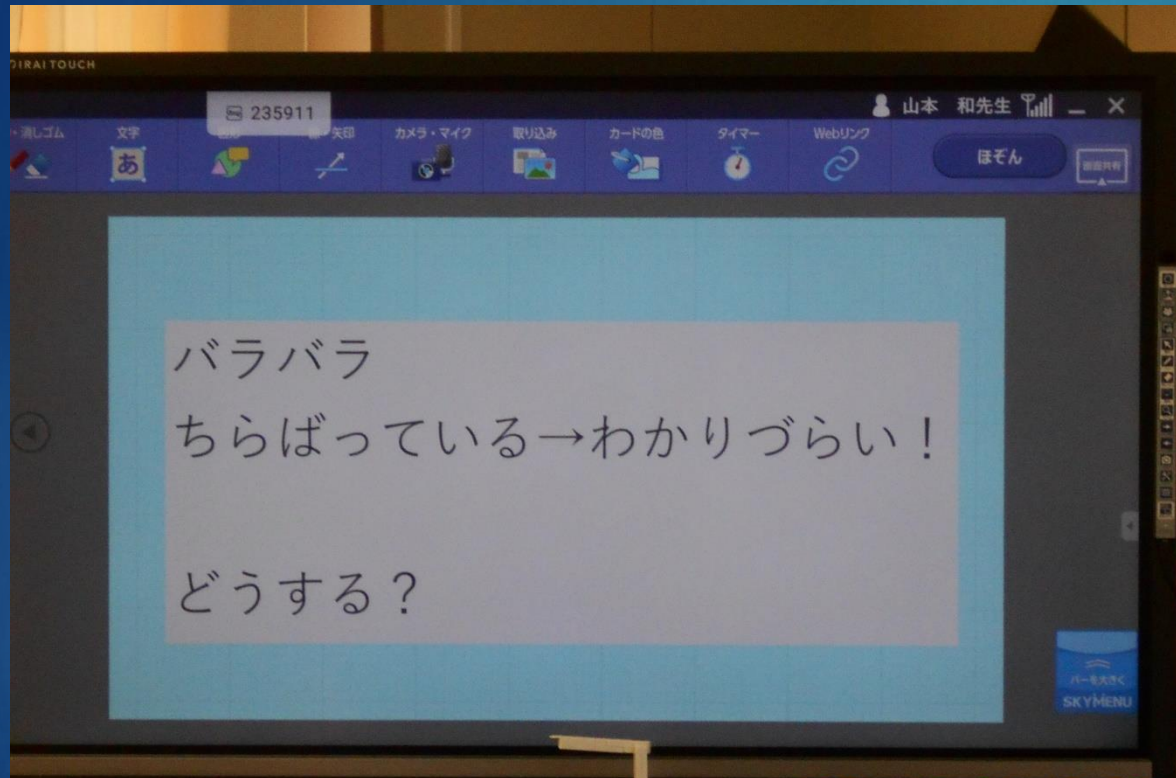 MIRAI TOUCH
235911
山本 和先生
消しゴム
文字
図形
線・矢印
カメラ・マイク
取り込み
カードの色
タイマー
Webリンク
ほぞん
画面共有
バラバラ
ちらばっている→わかりづらい！
どうする？
バーを大きく
SKYMENU